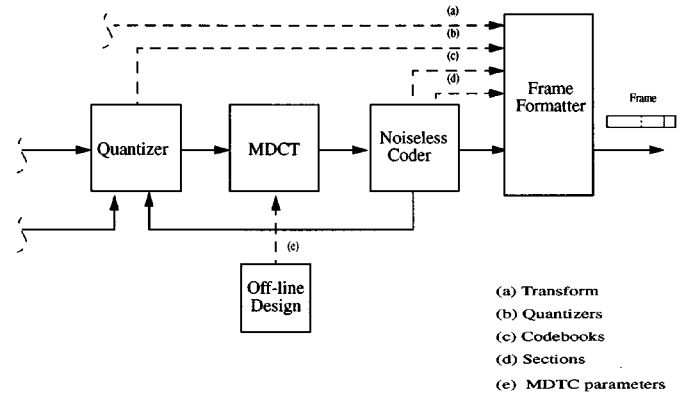 (a)
(b)
(c)
(d)
Frame
Formatter
Frame
Quantizer
MDCT
Noiseless
Coder
(e)
Off-line
Design
(a) Transform
(b) Quantizers
(c) Codebooks
(d) Sections
(e) MDTC parameters